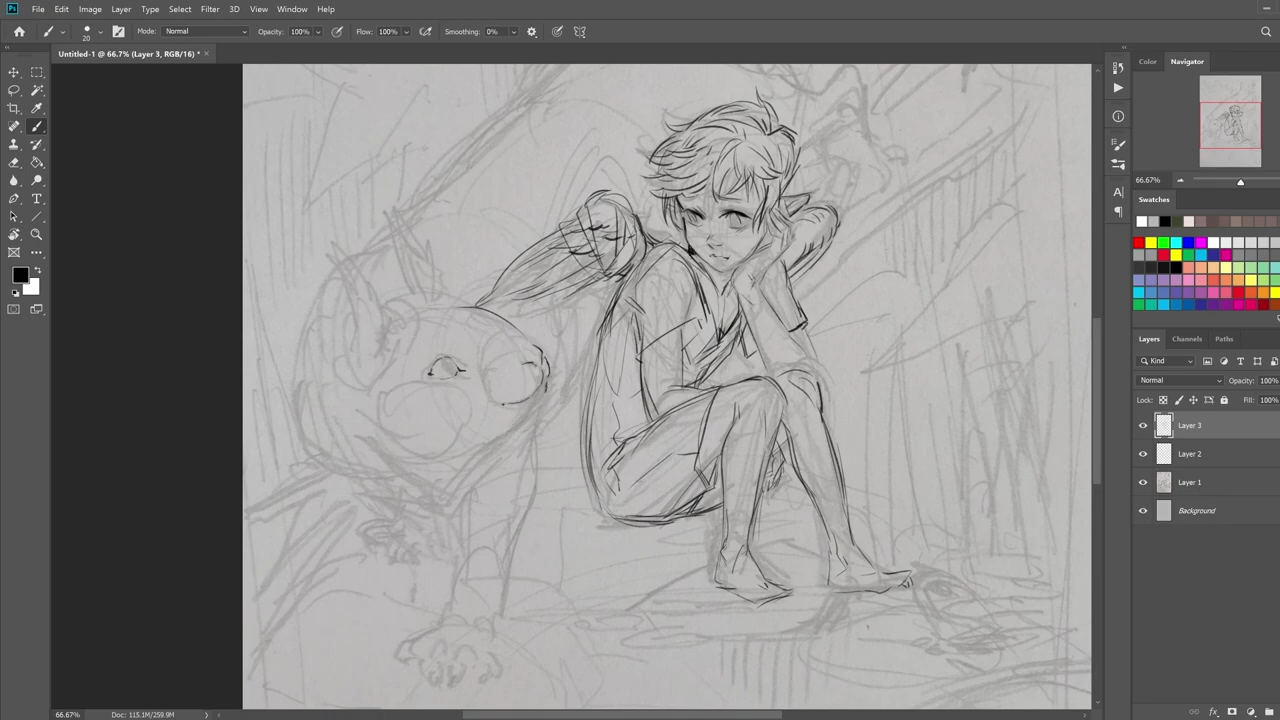 Ps File Edit Image Layer Type Select Filter 3D View Window Help
20 Mode: Normal Opacity: 100% Flow: 100% Smoothing: 0%
Untitled-1 @ 66.7% (Layer 3, RGB/16) * ×
Color Navigator
66.67%
Swatches
Layers Channels Paths
Kind
Normal Opacity: 100%
Lock: Fill: 100%
Layer 3
Layer 2
Layer 1
Background
66.67% Doc: 115.1M/259.9M